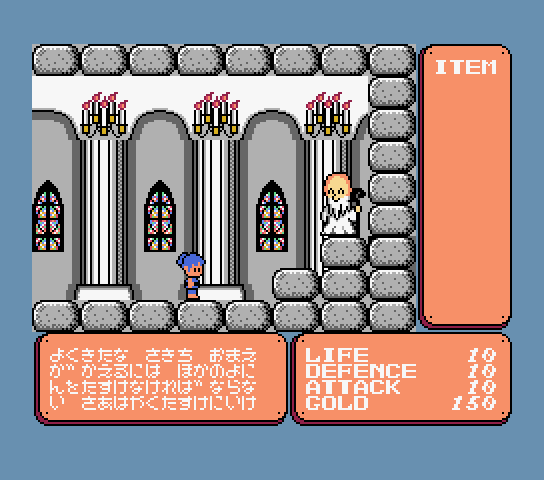 ITEM
よくきたな さきち おまえ
が かえるには ほかのよに
んをたすけなければ ならな
い さあはやくたすけにいけ
LIFE 10
DEFENCE 10
ATTACK 10
GOLD 150